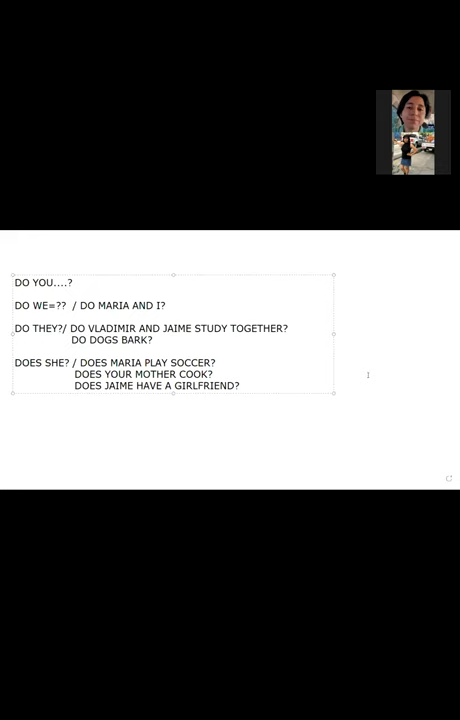 DO YOU....?
DO WE=?? / DO MARIA AND I?
DO THEY?/ DO VLADIMIR AND JAIME STUDY TOGETHER?
DO DOGS BARK?
DOES SHE? / DOES MARIA PLAY SOCCER?
DOES YOUR MOTHER COOK?
DOES JAIME HAVE A GIRLFRIEND?